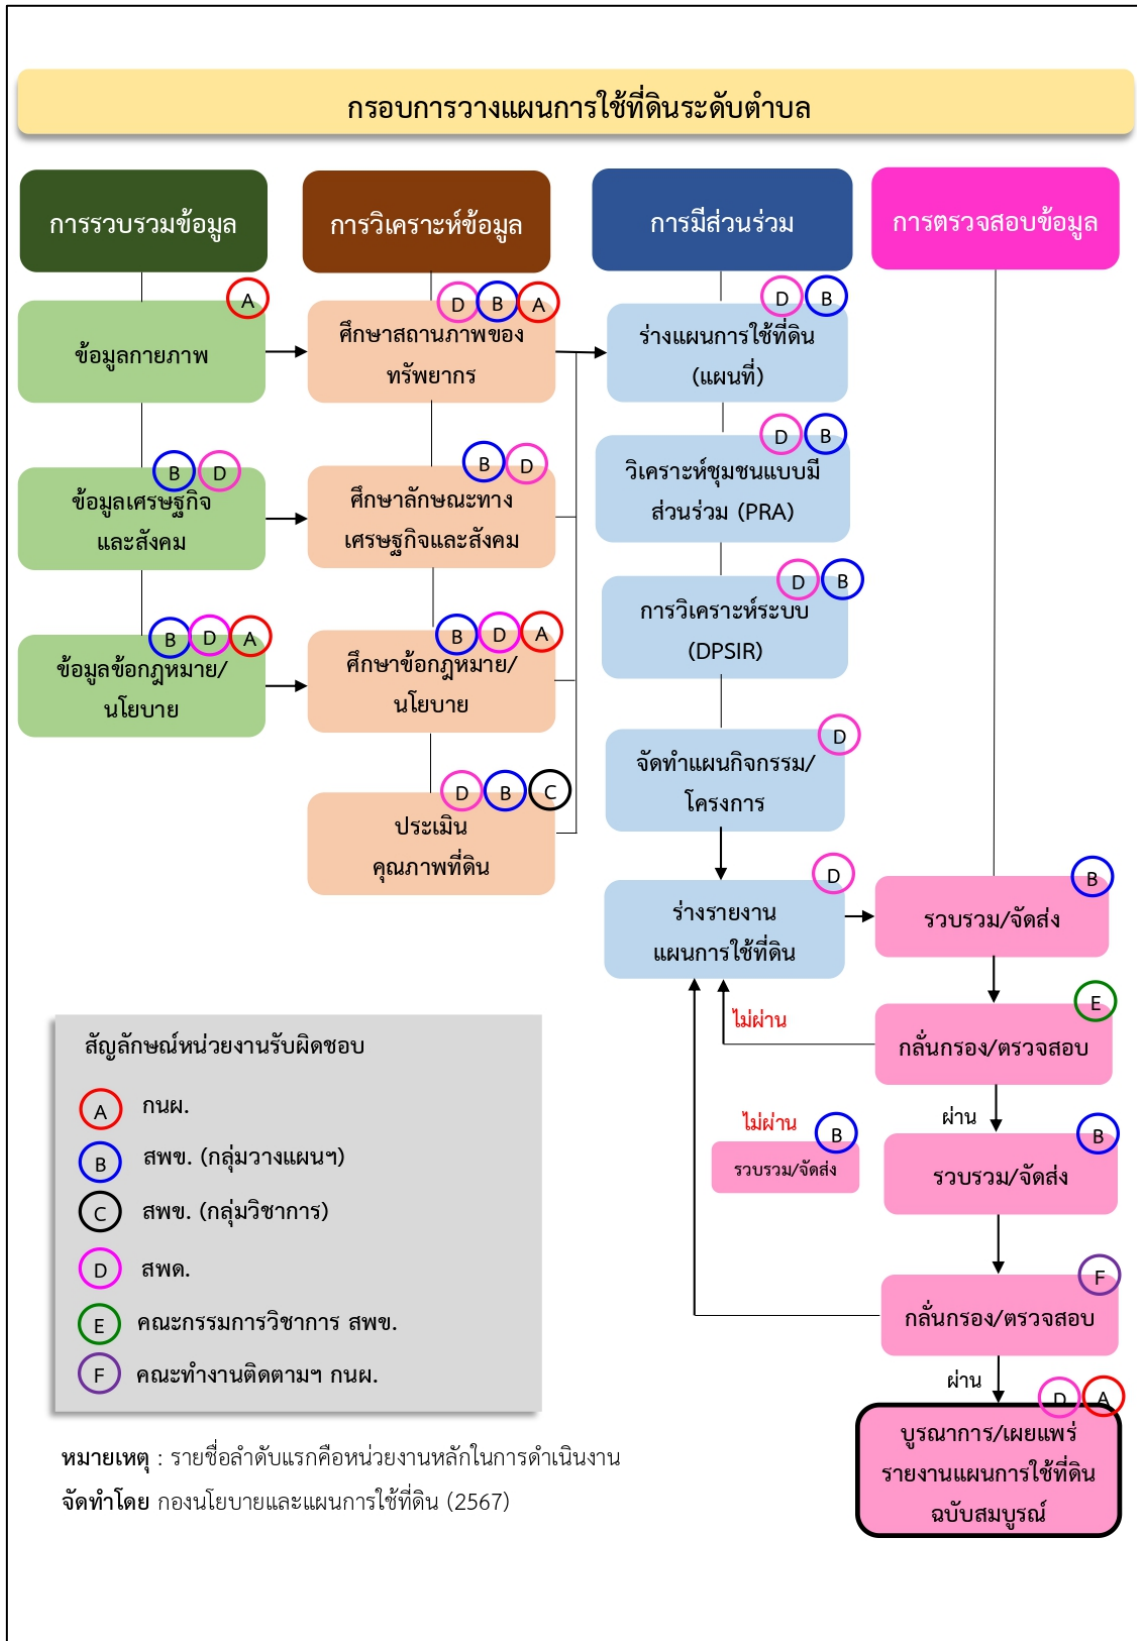 กรอบการวางแผนการใช้ที่ดินระดับตำบล
การรวบรวมข้อมูล
A
ข้อมูลกายภาพ
B D
ข้อมูลเศรษฐกิจ
และสังคม
B D A
ข้อมูลข้อกฎหมาย/
นโยบาย
การวิเคราะห์ข้อมูล
D B A
ศึกษาสถานภาพของ
ทรัพยากร
B D
ศึกษาลักษณะทาง
เศรษฐกิจและสังคม
B D A
ศึกษาข้อกฎหมาย/
นโยบาย
D B C
ประเมิน
คุณภาพที่ดิน
การมีส่วนร่วม
D B
ร่างแผนการใช้ที่ดิน
(แผนที่)
D B
วิเคราะห์ชุมชนแบบมี
ส่วนร่วม (PRA)
D B
การวิเคราะห์ระบบ
(DPSIR)
D
จัดทำแผนกิจกรรม/
โครงการ
D
ร่างรายงาน
แผนการใช้ที่ดิน
การตรวจสอบข้อมูล
B
รวบรวม/จัดส่ง
E
ไม่ผ่าน
กลั่นกรอง/ตรวจสอบ
ผ่าน
B
รวบรวม/จัดส่ง
ไม่ผ่าน
B
รวบรวม/จัดส่ง
F
กลั่นกรอง/ตรวจสอบ
ผ่าน
D A
บูรณาการ/เผยแพร่
รายงานแผนการใช้ที่ดิน
ฉบับสมบูรณ์
สัญลักษณ์หน่วยงานรับผิดชอบ
A กนผ.
B สพข. (กลุ่มวางแผนฯ)
C สพข. (กลุ่มวิชาการ)
D สพด.
E คณะกรรมการวิชาการ สพข.
F คณะทำงานติดตามฯ กนผ.
หมายเหตุ : รายชื่อลำดับแรกคือหน่วยงานหลักในการดำเนินงาน
จัดทำโดย กองนโยบายและแผนการใช้ที่ดิน (2567)